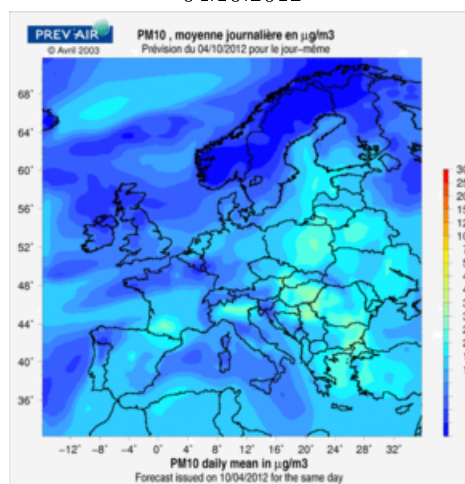 04/10/2012
PREV'AIR
© Avril 2003
PM10 , moyenne journalière en µg/m3
Prévision du 04/10/2012 pour le jour-même
68°
64°
60°
56°
52°
48°
44°
40°
36°
−12° −8° −4° 0° 4° 8° 12° 16° 20° 24° 28° 32°
PM10 daily mean in µg/m3
Forecast issued on 10/04/2012 for the same day